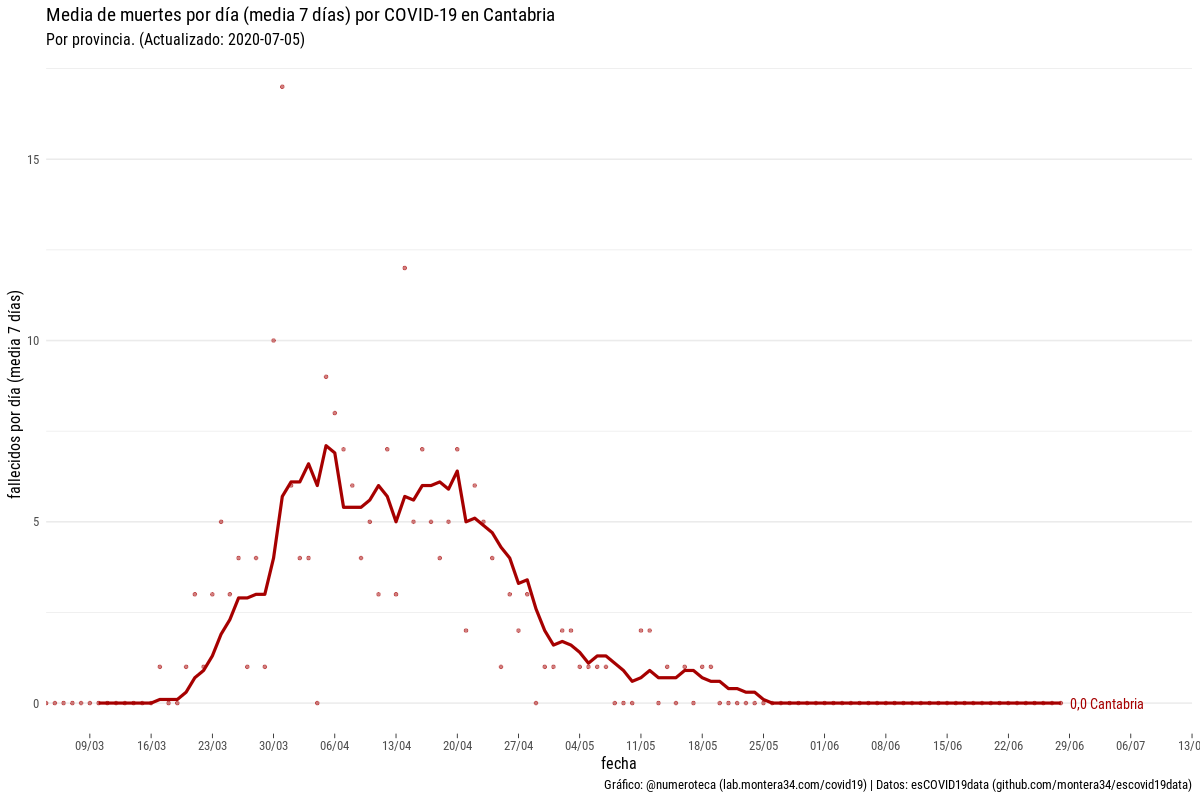 Media de muertes por día (media 7 días) por COVID-19 en Cantabria
Por provincia. (Actualizado: 2020-07-05)
fallecidos por día (media 7 días)
15
10
5
0
0,0 Cantabria
09/03 16/03 23/03 30/03 06/04 13/04 20/04 27/04 04/05 11/05 18/05 25/05 01/06 08/06 15/06 22/06 29/06 06/07 13/0
fecha
Gráfico: @numeroteca (lab.montera34.com/covid19) | Datos: esCOVID19data (github.com/montera34/escovid19data)